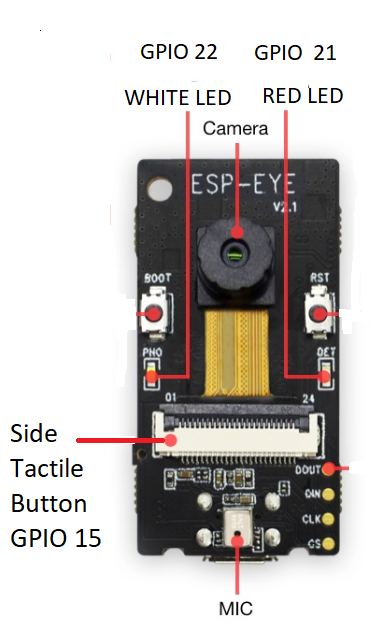 GPIO 22
GPIO 21
WHITE LED
RED LED
Camera
ESP-EYE
V2.1
BOOT
RST
PHO
DET
01
24
Side
Tactile
Button
GPIO 15
DOUT
DIN
CLK
CS
MIC